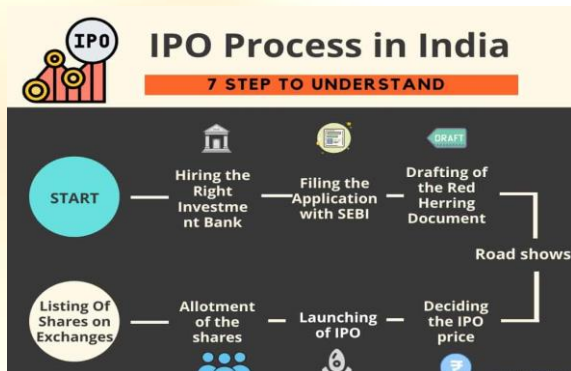 IPO
IPO Process in India
7 STEP TO UNDERSTAND
START
Hiring the
Right
Investme
nt Bank
Filing the
Application
with SEBI
DRAFT
Drafting of
the Red
Herring
Document
Road shows
Deciding
the IPO
price
Launching
of IPO
Allotment
of the
shares
Listing Of
Shares on
Exchanges
₹